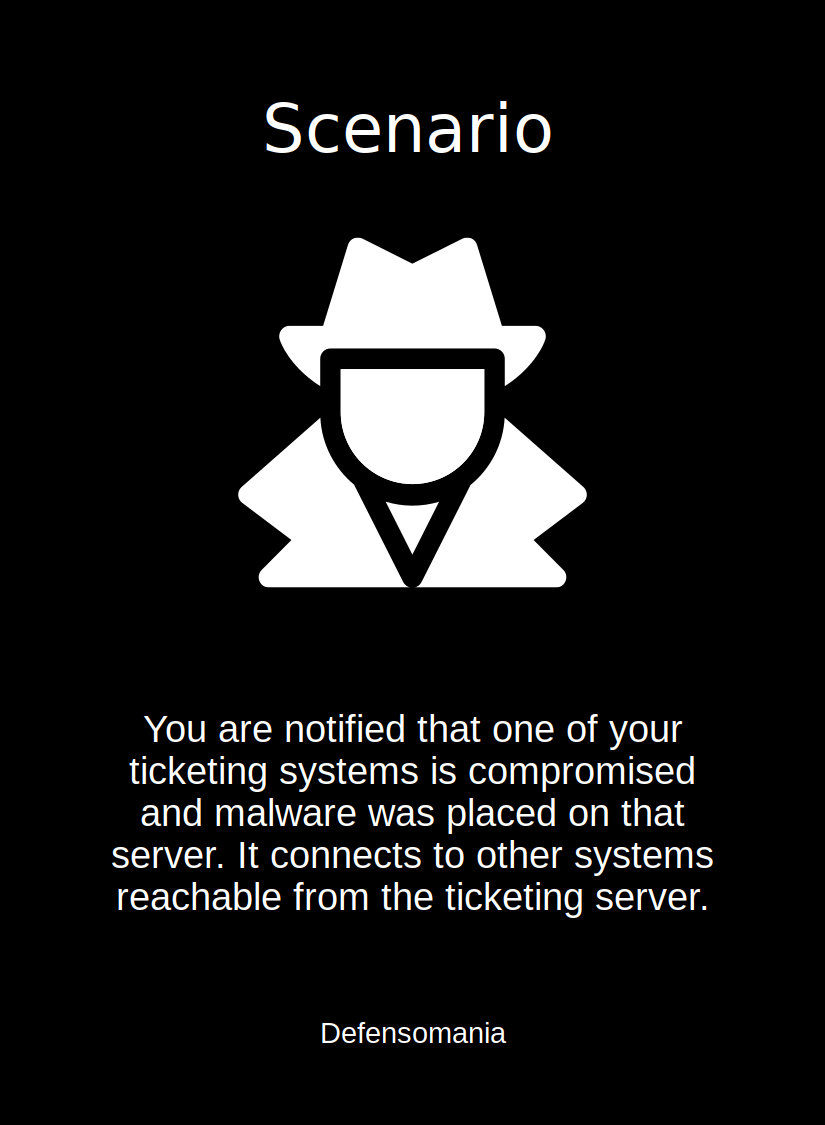 Scenario
You are notified that one of your
ticketing systems is compromised
and malware was placed on that
server. It connects to other systems
reachable from the ticketing server.
Defensomania